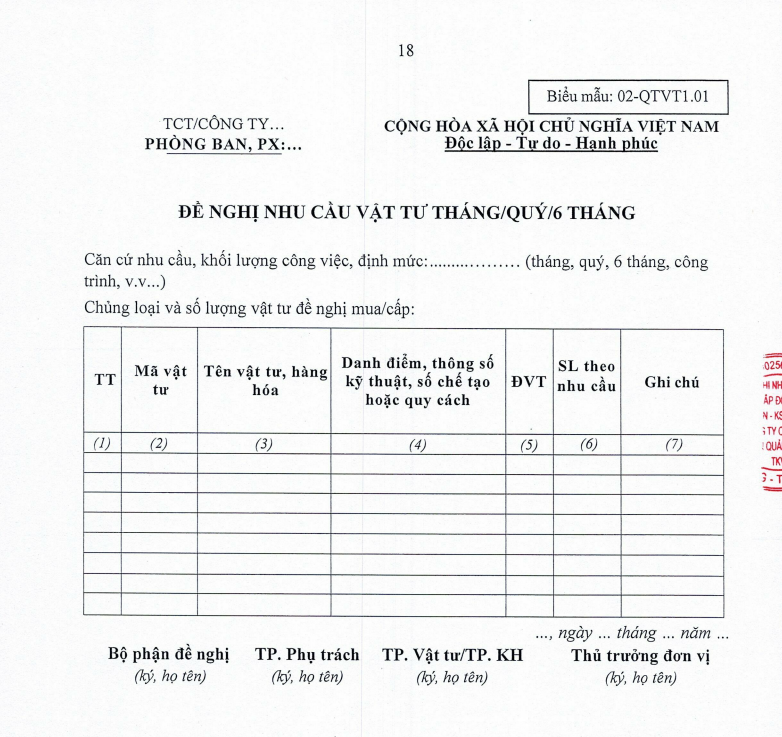 18
Biểu mẫu: 02-QTVT1.01
TCT/CÔNG TY...
CỘNG HÒA XÃ HỘI CHỦ NGHĨA VIỆT NAM
PHÒNG BAN, PX:...
Độc lập - Tự do - Hạnh phúc
ĐỀ NGHỊ NHU CẦU VẬT TƯ THÁNG/QUÝ/6 THÁNG
Căn cứ nhu cầu, khối lượng công việc, định mức:.................. (tháng, quý, 6 tháng, công
trình, v.v...)
Chủng loại và số lượng vật tư đề nghị mua/cấp:
TT
Mã vật
tư
Tên vật tư, hàng
hóa
Danh điểm, thông số
kỹ thuật, số chế tạo
hoặc quy cách
ĐVT
SL theo
nhu cầu
Ghi chú
(1) (2) (3) (4) (5) (6) (7)
..., ngày ... tháng ... năm ...
Bộ phận đề nghị TP. Phụ trách TP. Vật tư/TP. KH Thủ trưởng đơn vị
(ký, họ tên) (ký, họ tên) (ký, họ tên) (ký, họ tên)